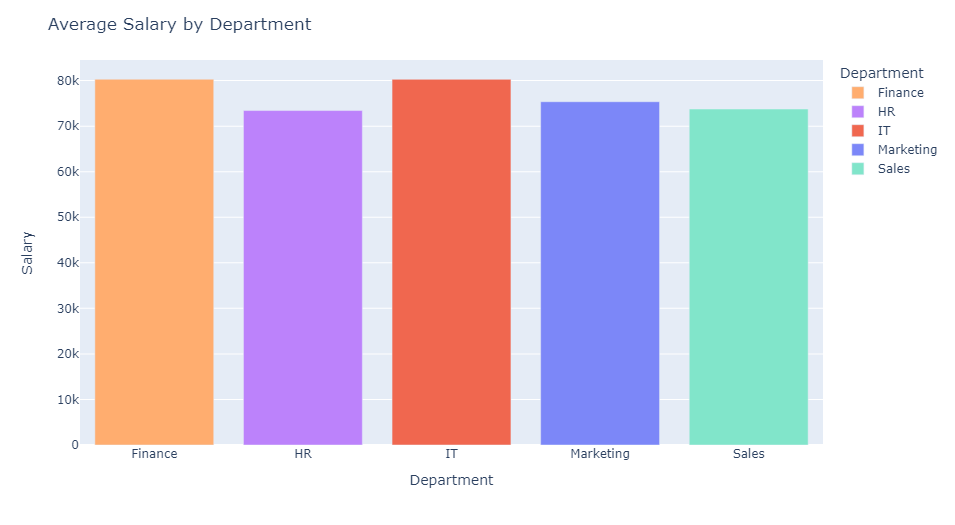 Average Salary by Department
Salary
80k
70k
60k
50k
40k
30k
20k
10k
0
Finance
HR
IT
Marketing
Sales
Department
Department
Finance
HR
IT
Marketing
Sales